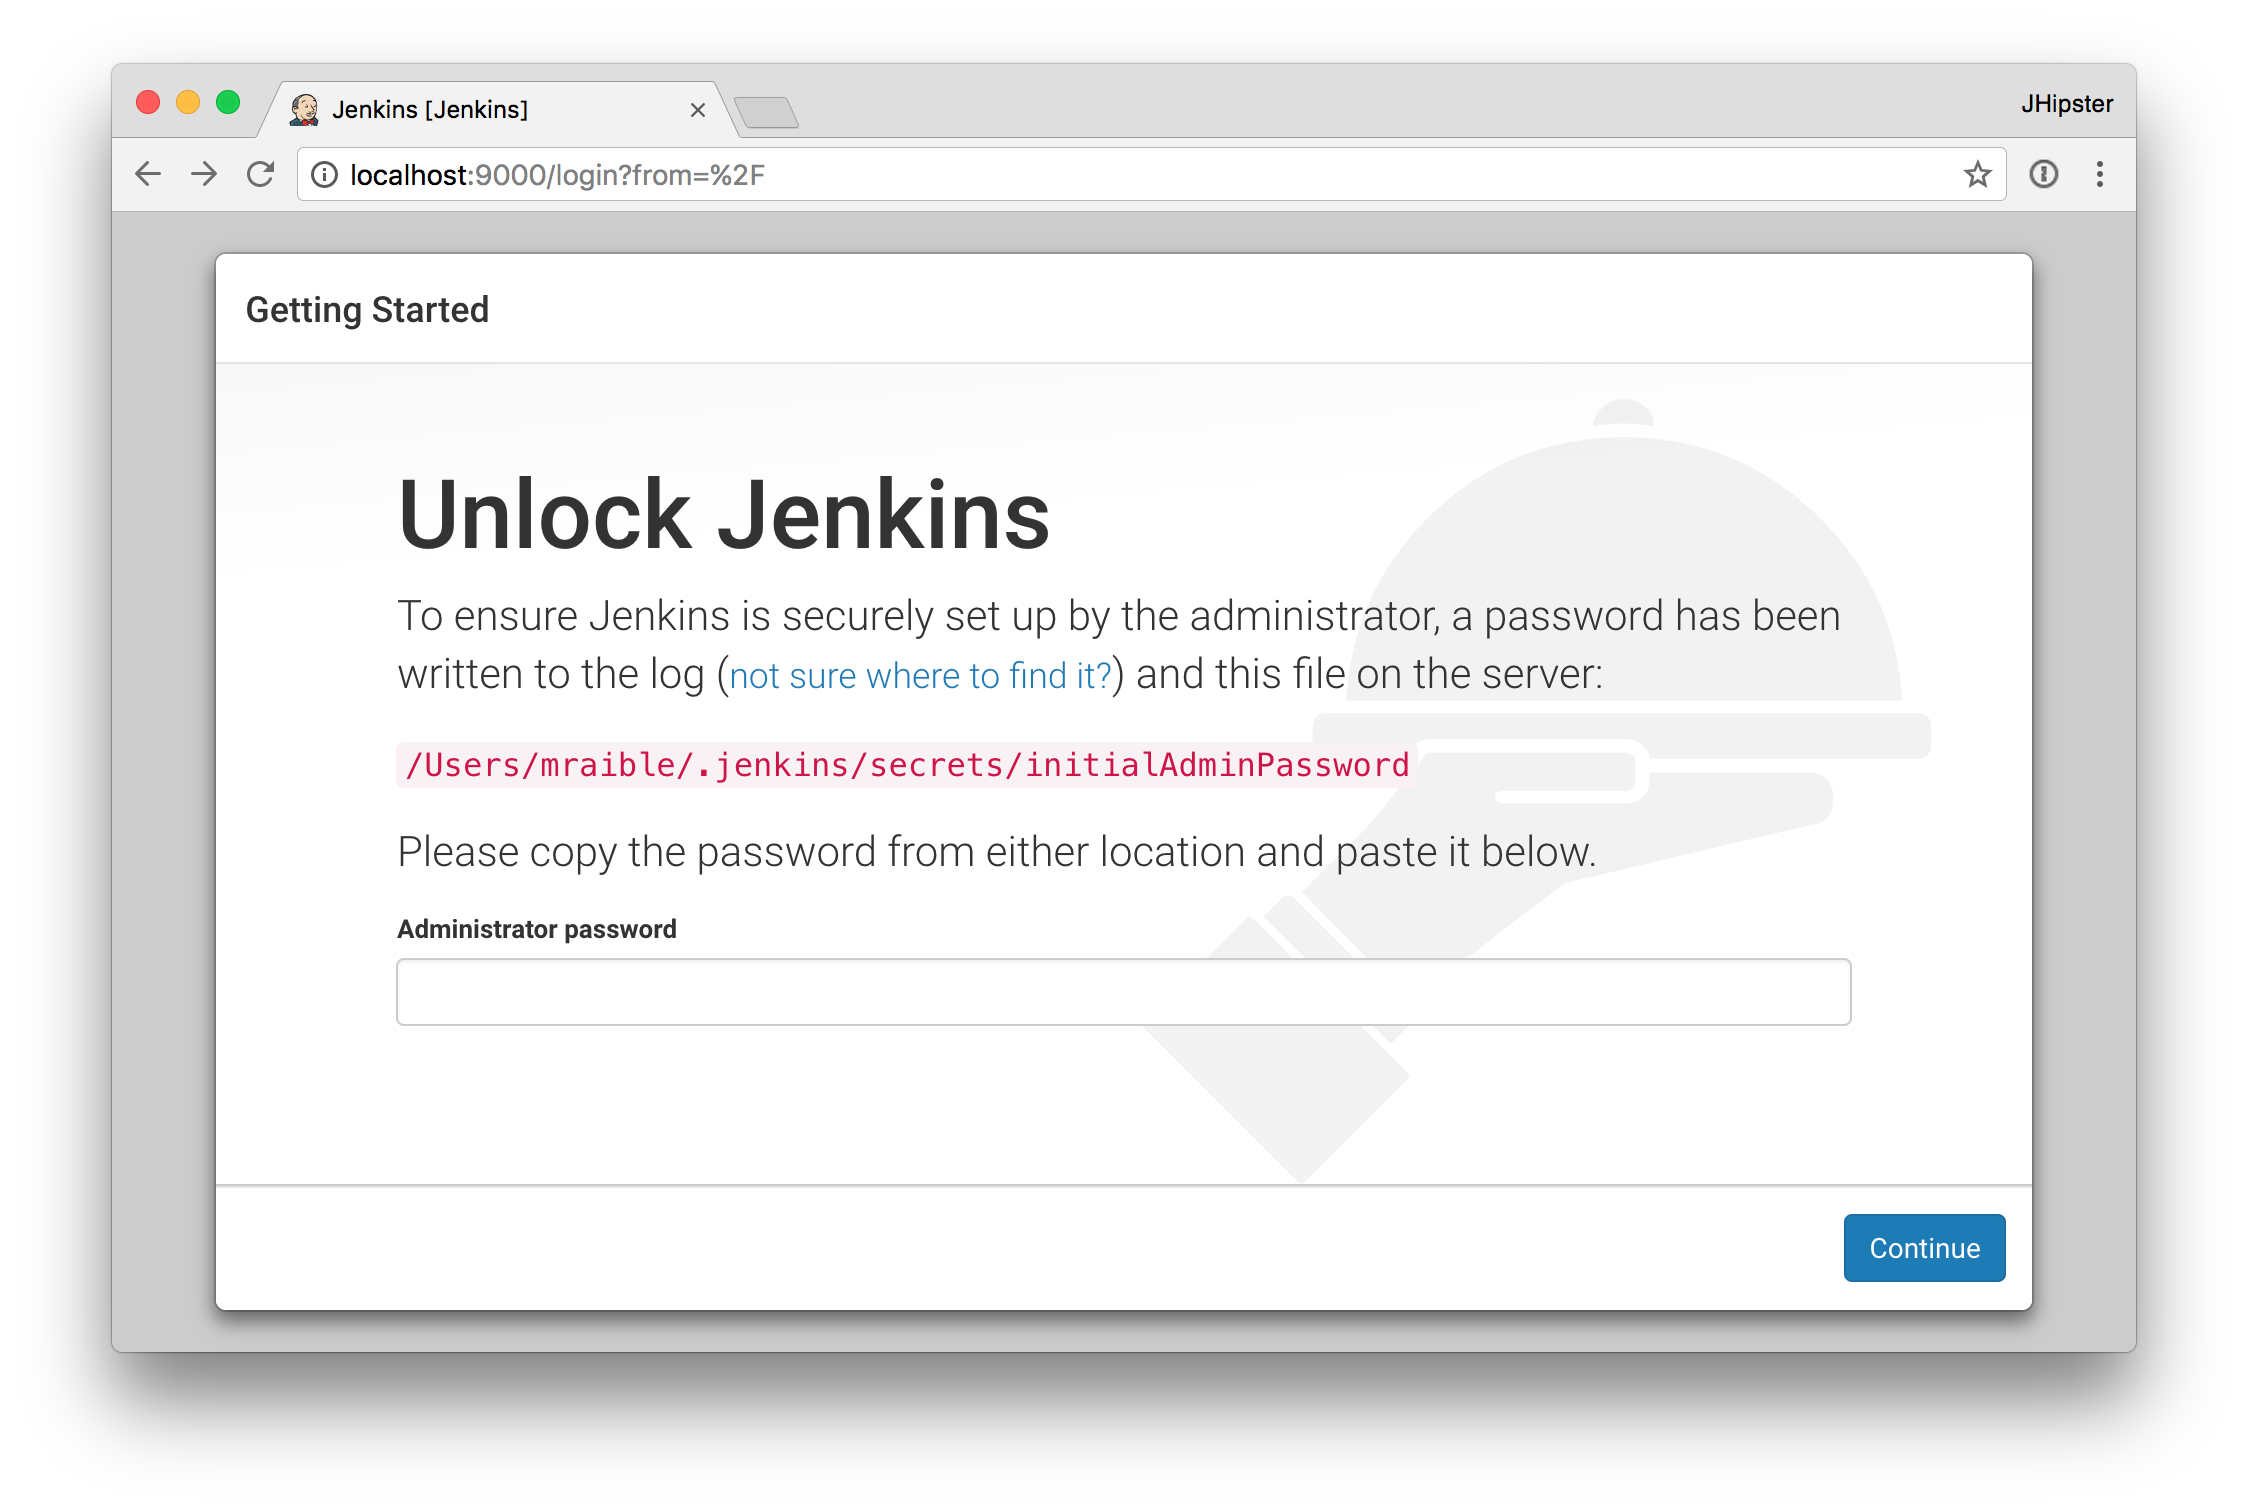 Jenkins [Jenkins]
JHipster
localhost:9000/login?from=%2F
Getting Started
Unlock Jenkins
To ensure Jenkins is securely set up by the administrator, a password has been
written to the log (not sure where to find it?) and this file on the server:
/Users/mraible/.jenkins/secrets/initialAdminPassword
Please copy the password from either location and paste it below.
Administrator password
Continue